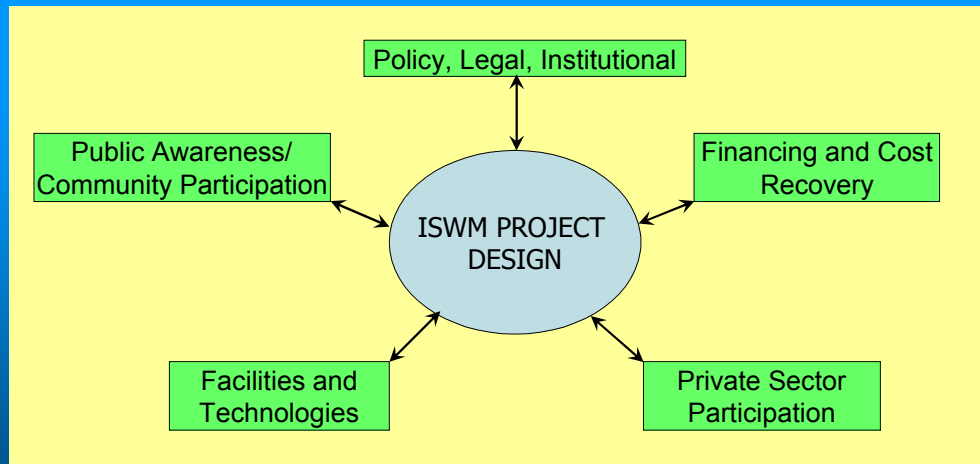 Policy, Legal, Institutional
Public Awareness/
Community Participation
Financing and Cost
Recovery
ISWM PROJECT
DESIGN
Facilities and
Technologies
Private Sector
Participation